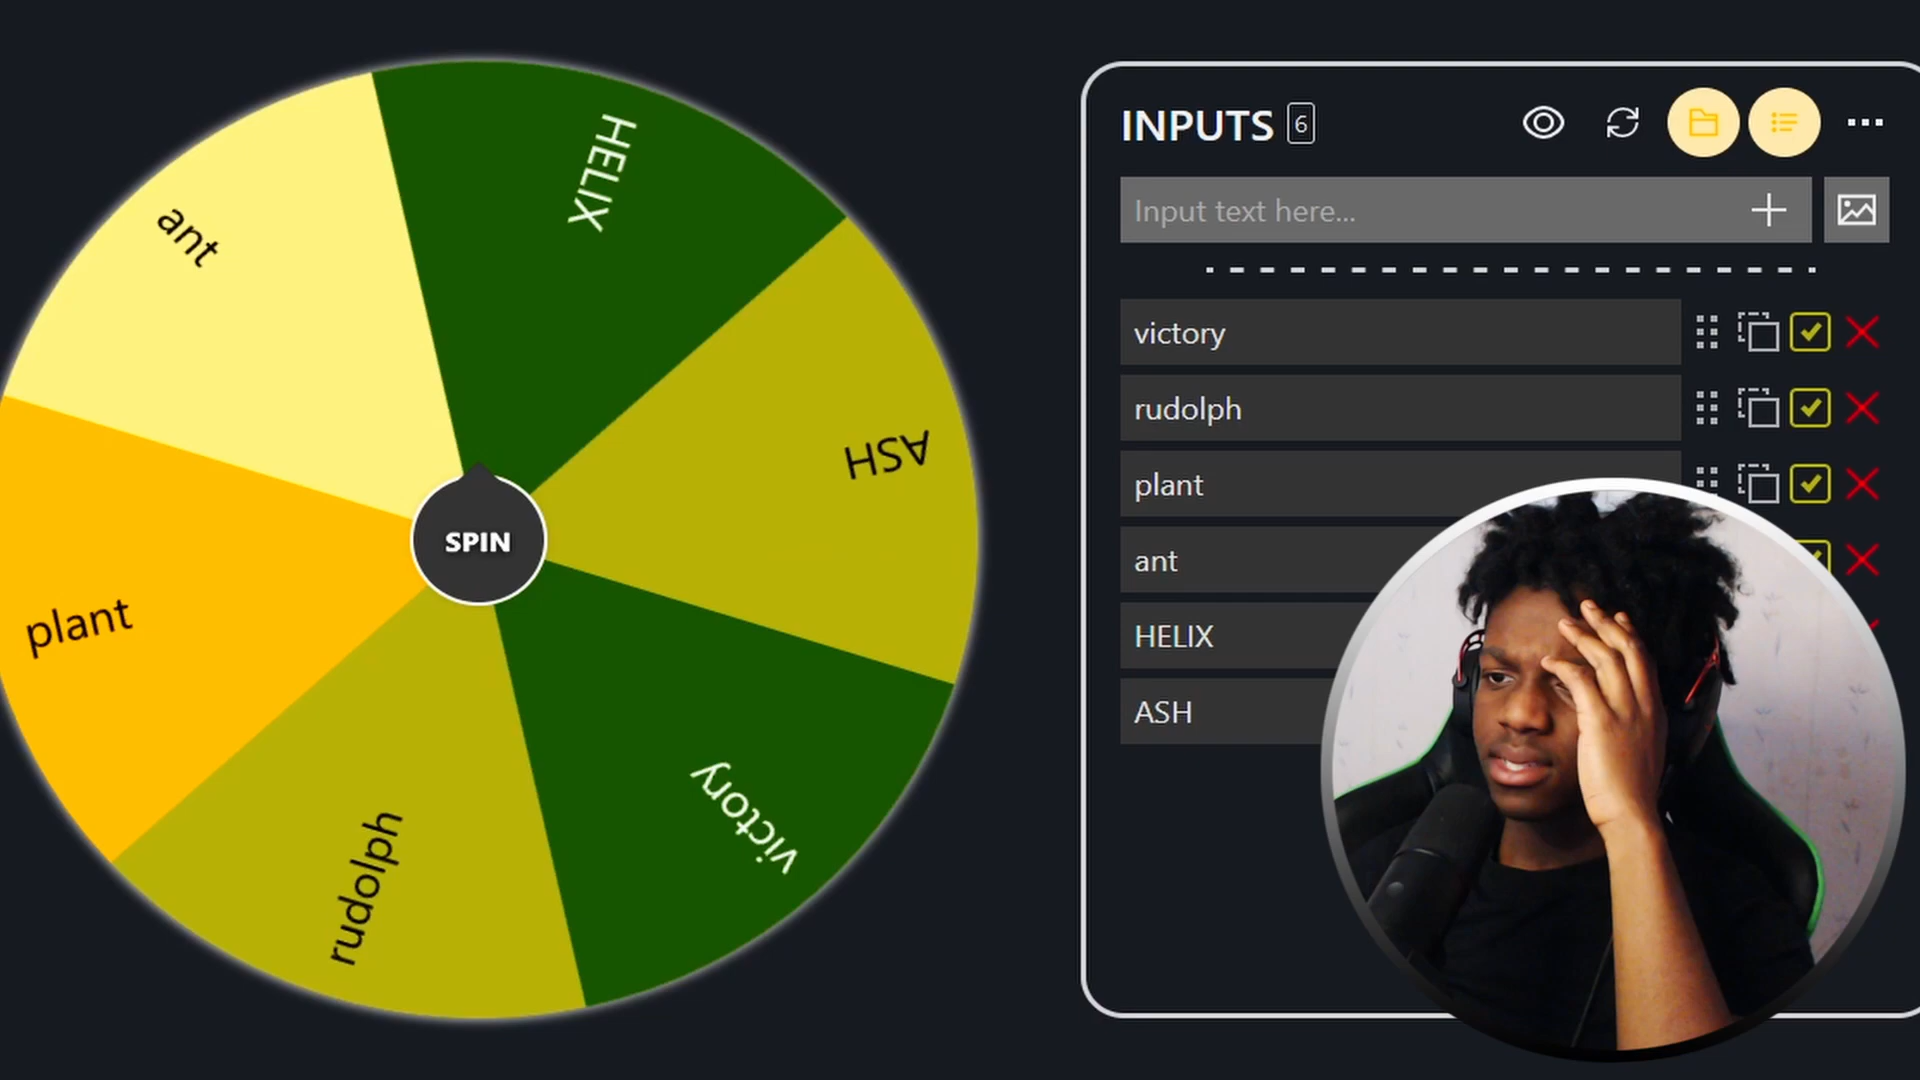 HELIX
ant
ASH
SPIN
plant
victory
rudolph
INPUTS 6
Input text here...
victory
rudolph
plant
ant
HELIX
ASH